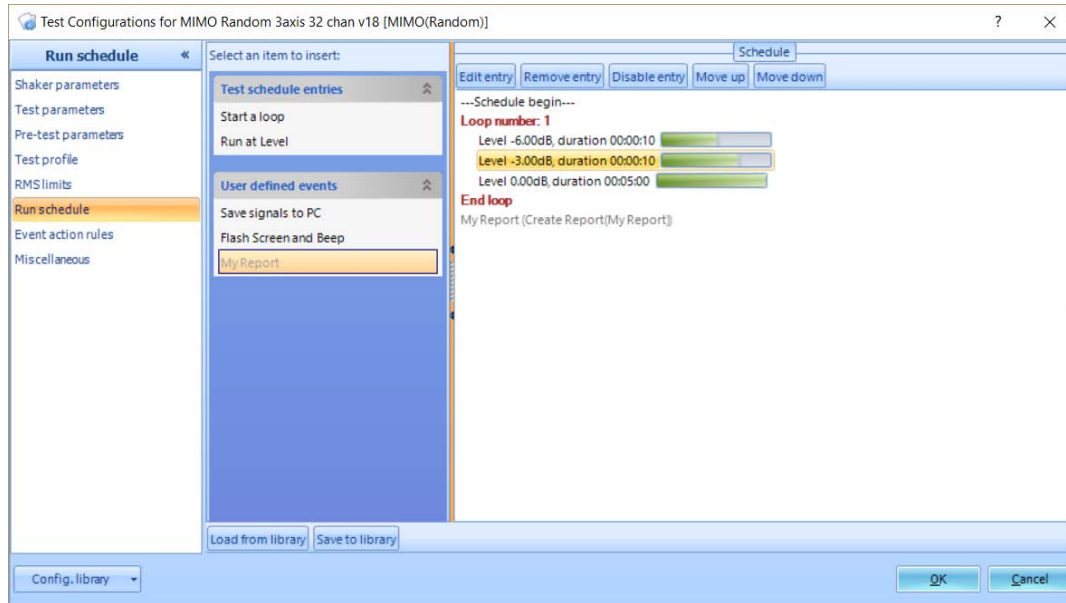 Test Configurations for MIMO Random 3axis 32 chan v18 [MIMO(Random)]
?
Run schedule
Shaker parameters
Test parameters
Pre-test parameters
Test profile
RMS limits
Run schedule
Event action rules
Miscellaneous
Select an item to insert:
Test schedule entries
Start a loop
Run at Level
User defined events
Save signals to PC
Flash Screen and Beep
My Report
Load from library Save to library
Schedule
Edit entry Remove entry Disable entry Move up Move down
---Schedule begin---
Loop number: 1
Level -6.00dB, duration 00:00:10
Level -3.00dB, duration 00:00:10
Level 0.00dB, duration 00:05:00
End loop
My Report (Create Report(My Report))
Config. library
OK Cancel